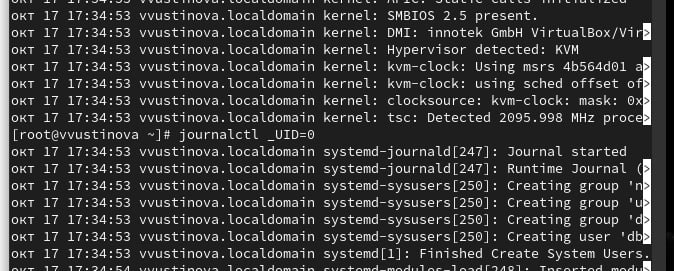 окт 17 17:34:53 vvustinova.localdomain kernel: APIC: Static calls initialized
окт 17 17:34:53 vvustinova.localdomain kernel: SMBIOS 2.5 present.
окт 17 17:34:53 vvustinova.localdomain kernel: DMI: innotek GmbH VirtualBox/Vir>
окт 17 17:34:53 vvustinova.localdomain kernel: Hypervisor detected: KVM
окт 17 17:34:53 vvustinova.localdomain kernel: kvm-clock: Using msrs 4b564d01 a>
окт 17 17:34:53 vvustinova.localdomain kernel: kvm-clock: using sched offset of>
окт 17 17:34:53 vvustinova.localdomain kernel: clocksource: kvm-clock: mask: 0x>
окт 17 17:34:53 vvustinova.localdomain kernel: tsc: Detected 2095.998 MHz proce>
[root@vvustinova ~]# journalctl _UID=0
окт 17 17:34:53 vvustinova.localdomain systemd-journald[247]: Journal started
окт 17 17:34:53 vvustinova.localdomain systemd-journald[247]: Runtime Journal (>
окт 17 17:34:53 vvustinova.localdomain systemd-sysusers[250]: Creating group 'n>
окт 17 17:34:53 vvustinova.localdomain systemd-sysusers[250]: Creating group 'u>
окт 17 17:34:53 vvustinova.localdomain systemd-sysusers[250]: Creating group 'd>
окт 17 17:34:53 vvustinova.localdomain systemd-sysusers[250]: Creating user 'db>
окт 17 17:34:53 vvustinova.localdomain systemd[1]: Finished Create System Users.
окт 17 17:34:54 vvustinova.localdomain systemd-modules-load[248]: Inserted modu>